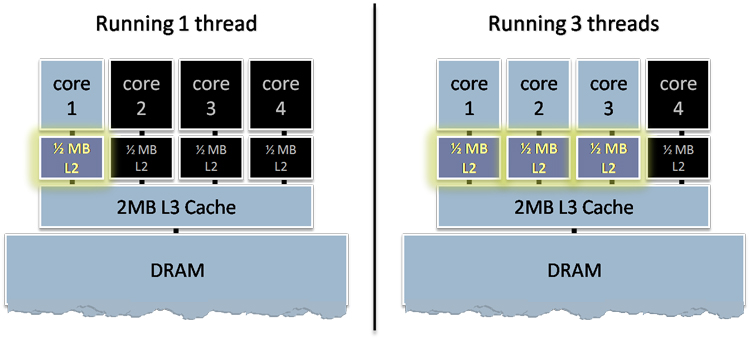 Running 1 thread
core core core core
1 2 3 4
½ MB ½ MB ½ MB ½ MB
L2 L2 L2 L2
2MB L3 Cache
DRAM
Running 3 threads
core core core core
1 2 3 4
½ MB ½ MB ½ MB ½ MB
L2 L2 L2 L2
2MB L3 Cache
DRAM